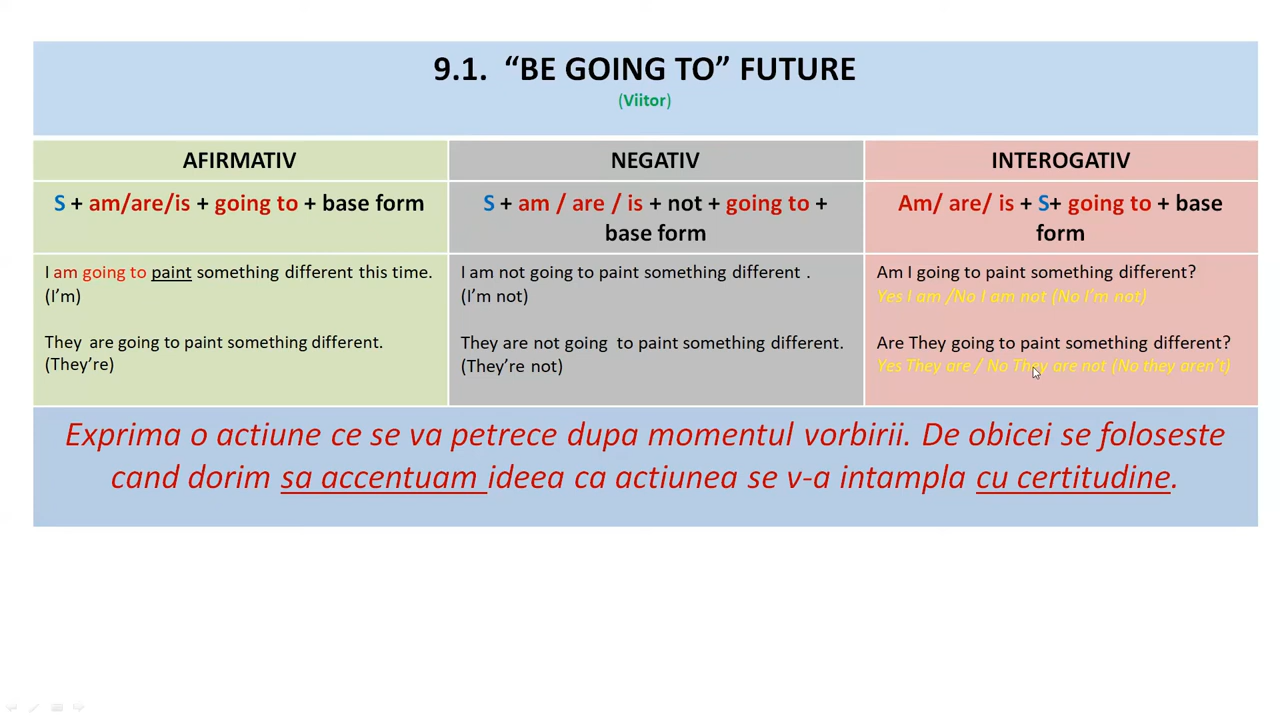 9.1. “BE GOING TO” FUTURE
(Viitor)
AFIRMATIV
S + am/are/is + going to + base form
I am going to paint something different this time.
(I’m)
They are going to paint something different.
(They’re)
NEGATIV
S + am / are / is + not + going to +
base form
I am not going to paint something different .
(I’m not)
They are not going to paint something different.
(They’re not)
INTEROGATIV
Am/ are/ is + S+ going to + base
form
Am I going to paint something different?
Yes I am /No I am not (No I’m not)
Are They going to paint something different?
Yes They are / No They are not (No they aren’t)
Exprima o actiune ce se va petrece dupa momentul vorbirii. De obicei se foloseste
cand dorim sa accentuam ideea ca actiunea se v-a intampla cu certitudine.